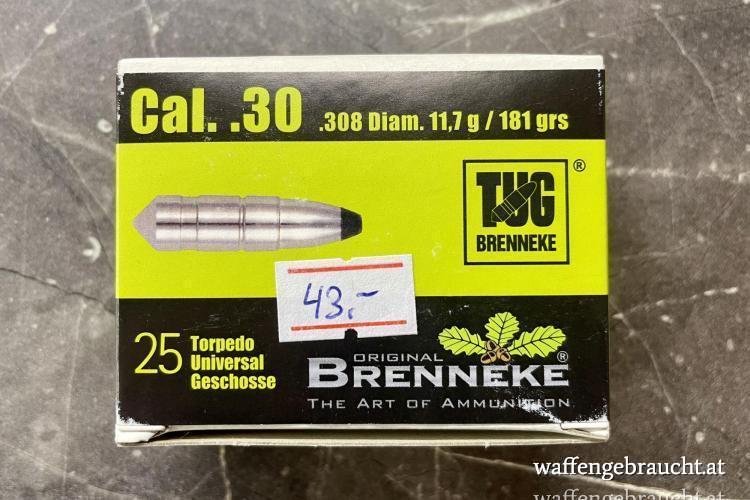 Cal. .30 .308 Diam. 11,7 g / 181 grs
TUG
BRENNEKE
®
43.-
25 Torpedo
Universal
Geschosse
ORIGINAL
BRENNEKE®
THE ART OF AMMUNITION
waffengebraucht.at
waffengebraucht.at